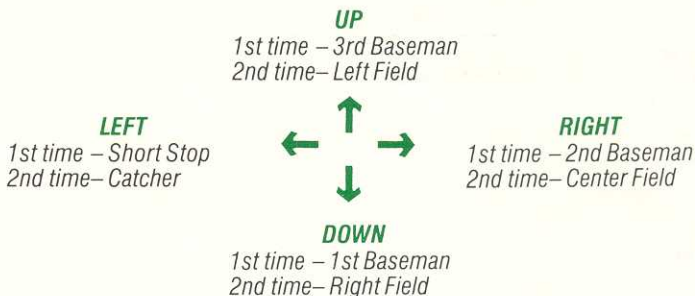 UP
1st time – 3rd Baseman
2nd time– Left Field
LEFT
1st time – Short Stop
2nd time– Catcher
RIGHT
1st time – 2nd Baseman
2nd time– Center Field
DOWN
1st time – 1st Baseman
2nd time– Right Field